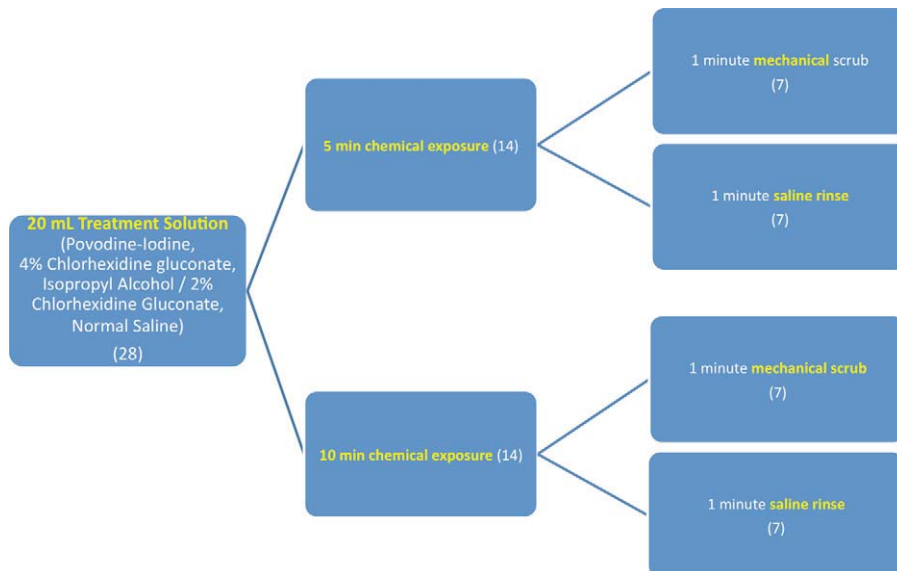 20 mL Treatment Solution
(Povodine-Iodine,
4% Chlorhexidine gluconate,
Isopropyl Alcohol / 2%
Chlorhexidine Gluconate,
Normal Saline)
(28)
5 min chemical exposure (14)
1 minute mechanical scrub
(7)
1 minute saline rinse
(7)
10 min chemical exposure (14)
1 minute mechanical scrub
(7)
1 minute saline rinse
(7)